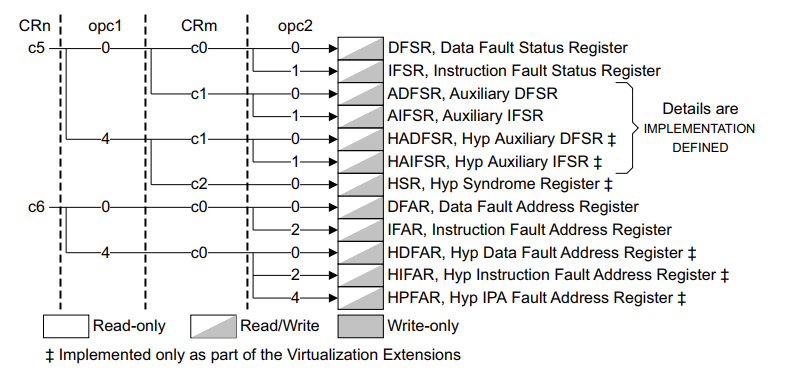 CRn opc1 CRm opc2
c5 0 c0 0 DFSR, Data Fault Status Register
1 IFSR, Instruction Fault Status Register
c1 0 ADFSR, Auxiliary DFSR
1 AIFSR, Auxiliary IFSR
4 c1 0 HADFSR, Hyp Auxiliary DFSR ‡
1 HAIFSR, Hyp Auxiliary IFSR ‡
Details are
IMPLEMENTATION
DEFINED
c2 0 HSR, Hyp Syndrome Register ‡
c6 0 c0 0 DFAR, Data Fault Address Register
2 IFAR, Instruction Fault Address Register
4 c0 0 HDFAR, Hyp Data Fault Address Register ‡
2 HIFAR, Hyp Instruction Fault Address Register ‡
4 HPFAR, Hyp IPA Fault Address Register ‡
Read-only Read/Write Write-only
‡ Implemented only as part of the Virtualization Extensions